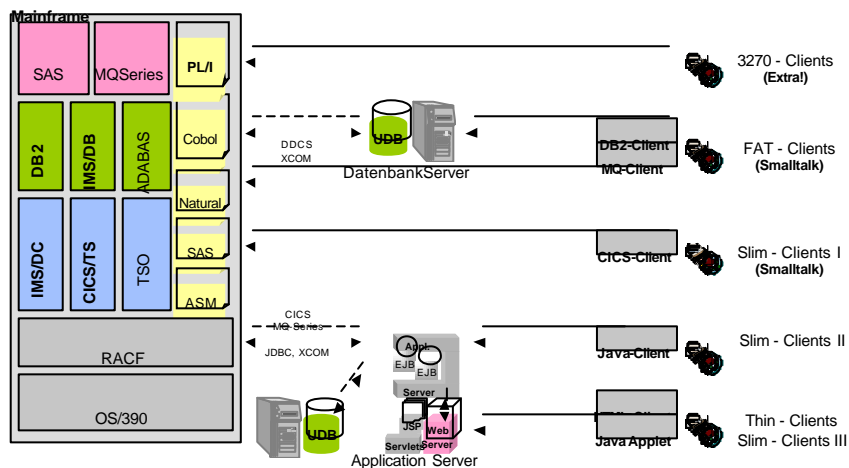 Mainframe
SAS
MQSeries
PL/I
3270 - Clients
(Extra!)
DB2
IMS/DB
ADABAS
Cobol
DDCS
XCOM
UDB
DatenbankServer
DB2-Client
MQ-Client
FAT - Clients
(Smalltalk)
Natural
IMS/DC
CICS/TS
TSO
SAS
ASM
CICS-Client
Slim - Clients I
(Smalltalk)
CICS
MQ Series
JDBC, XCOM
Appl.
EJB
EJB
Server
Java-Client
Slim - Clients II
RACF
OS/390
UDB
JSP
Servlets
Web
Server
Application Server
Java Applet
Thin - Clients
Slim - Clients III